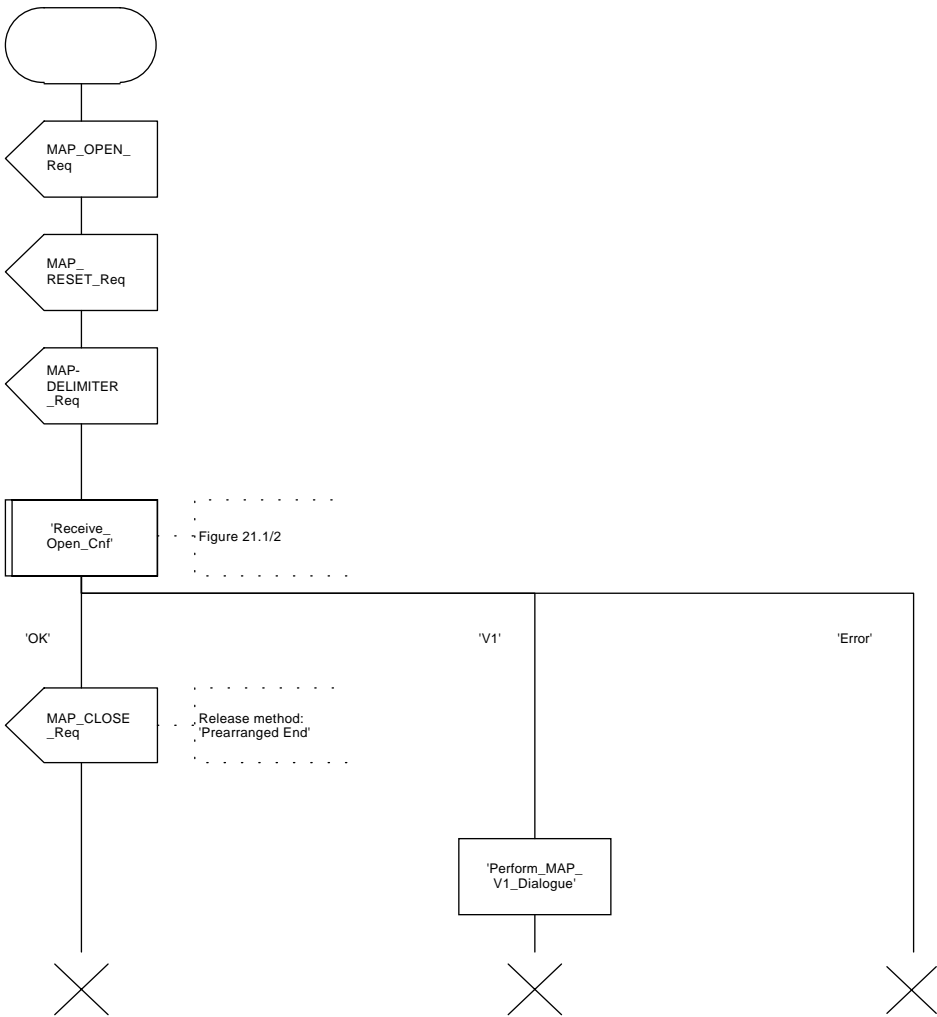 MAP_OPEN_
Req
MAP_
RESET_Req
MAP-
DELIMITER
_Req
'Receive_
Open_Cnf'
Figure 21.1/2
'OK'
'V1'
'Error'
MAP_CLOSE
_Req
Release method:
'Prearranged End'
'Perform_MAP_
V1_Dialogue'